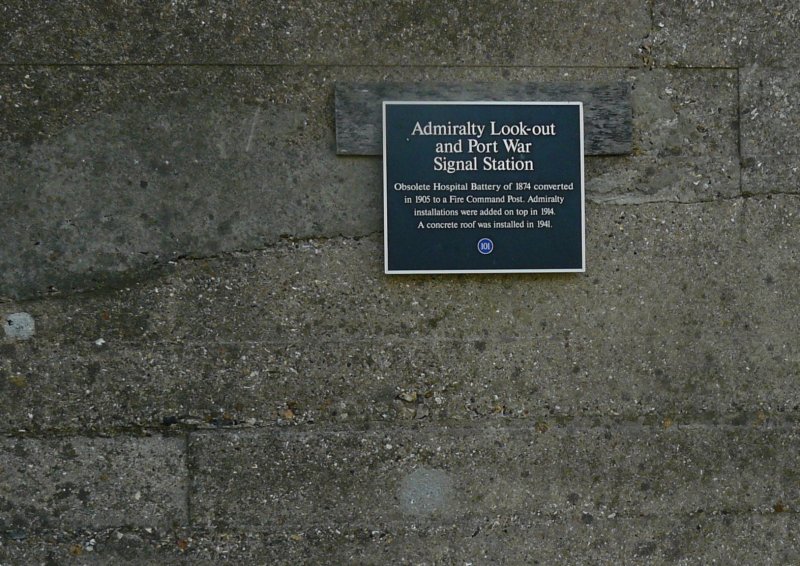 Admiralty Look-out
and Port War
Signal Station
Obsolete Hospital Battery of 1874 converted
in 1905 to a Fire Command Post. Admiralty
installations were added on top in 1914.
A concrete roof was installed in 1941.
101